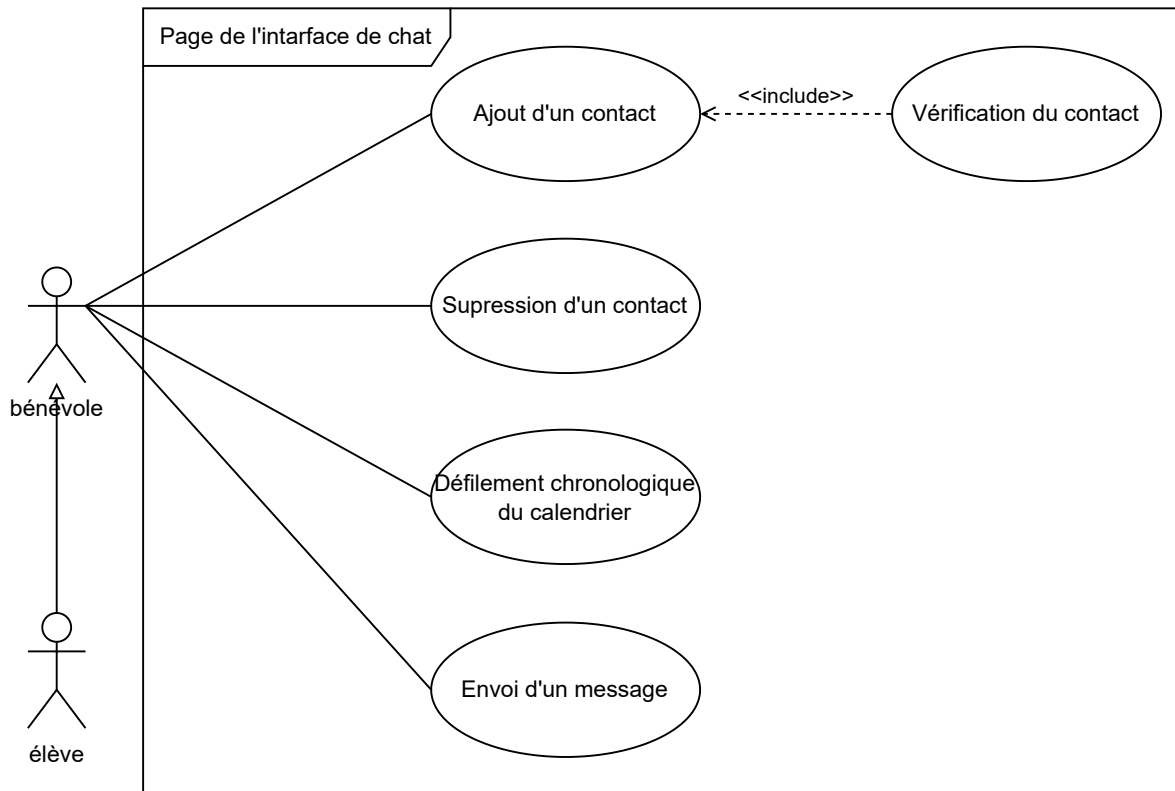 Page de l'intarface de chat
Ajout d'un contact
<<include>>
Vérification du contact
Supression d'un contact
bénévole
Défilement chronologique
du calendrier
Envoi d'un message
élève